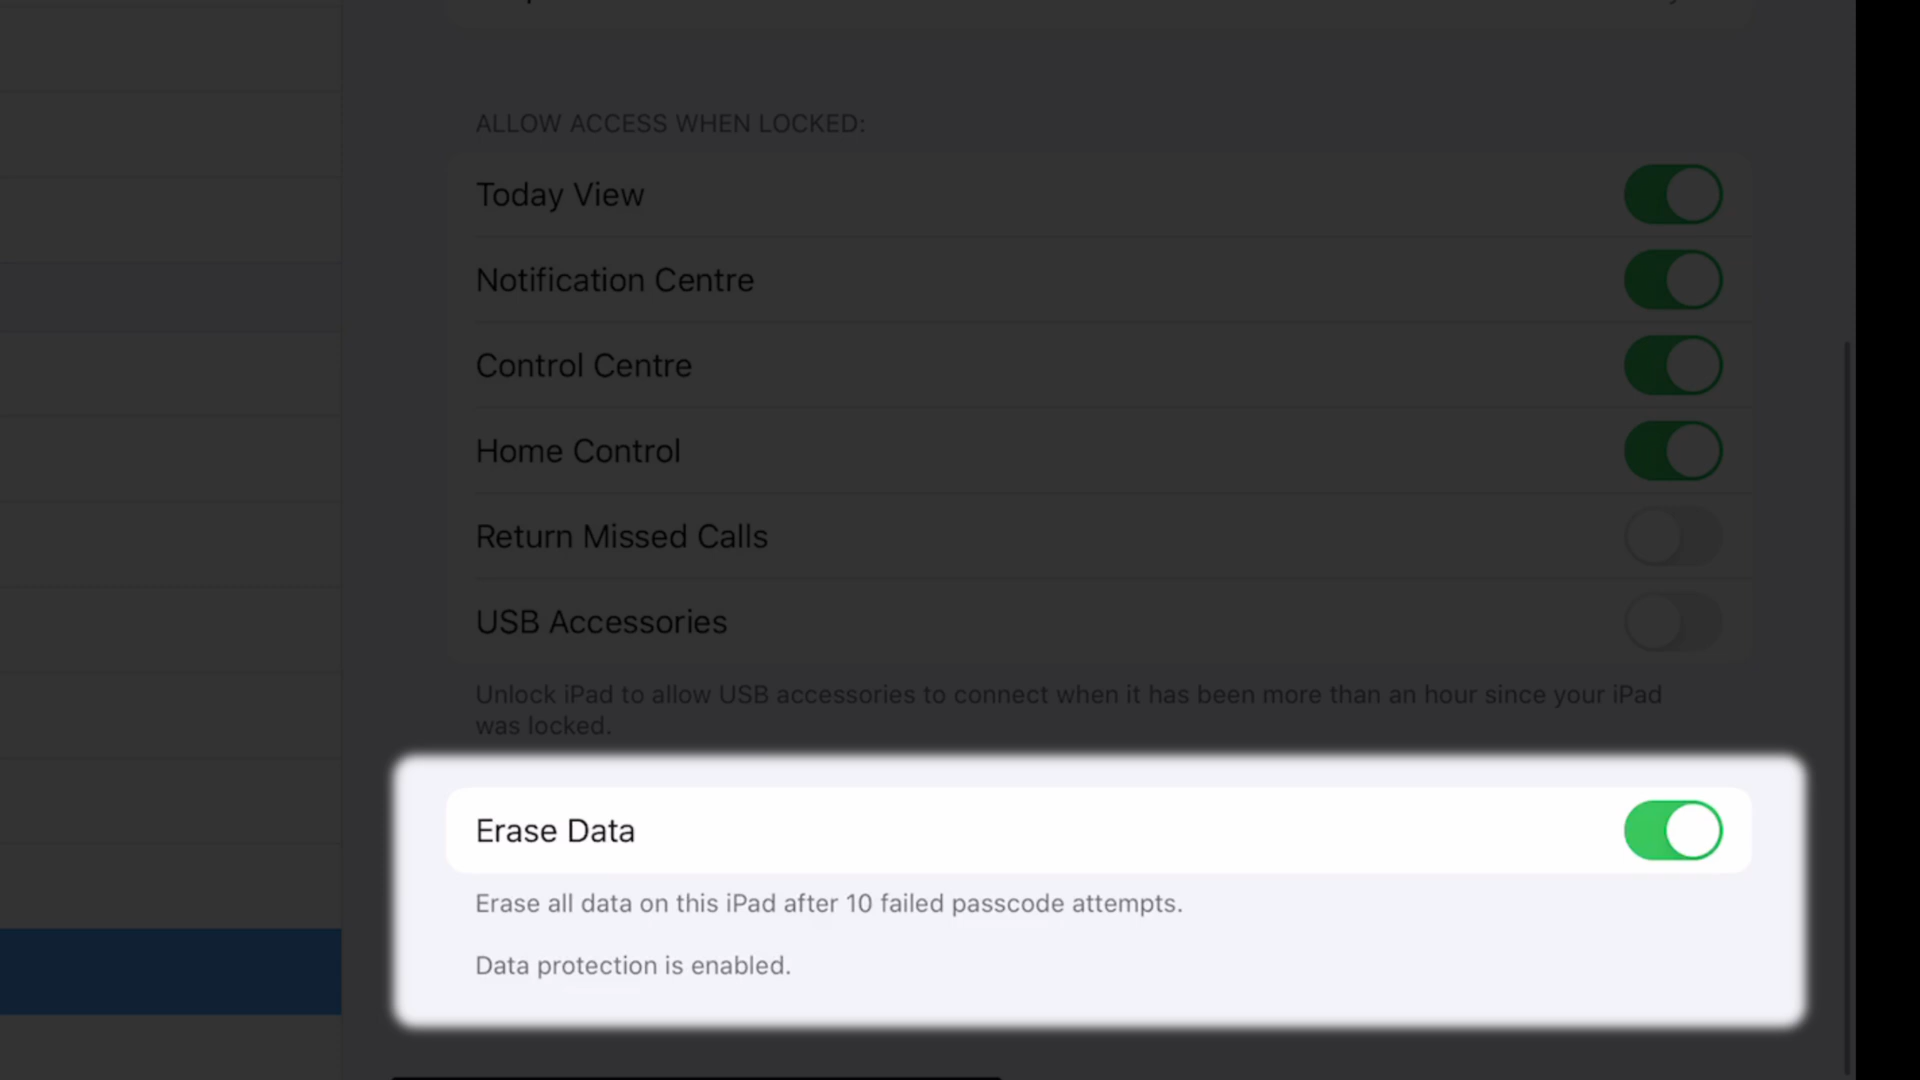 ALLOW ACCESS WHEN LOCKED:
Today View
Notification Centre
Control Centre
Home Control
Return Missed Calls
USB Accessories
Unlock iPad to allow USB accessories to connect when it has been more than an hour since your iPad
was locked.
Erase Data
Erase all data on this iPad after 10 failed passcode attempts.
Data protection is enabled.